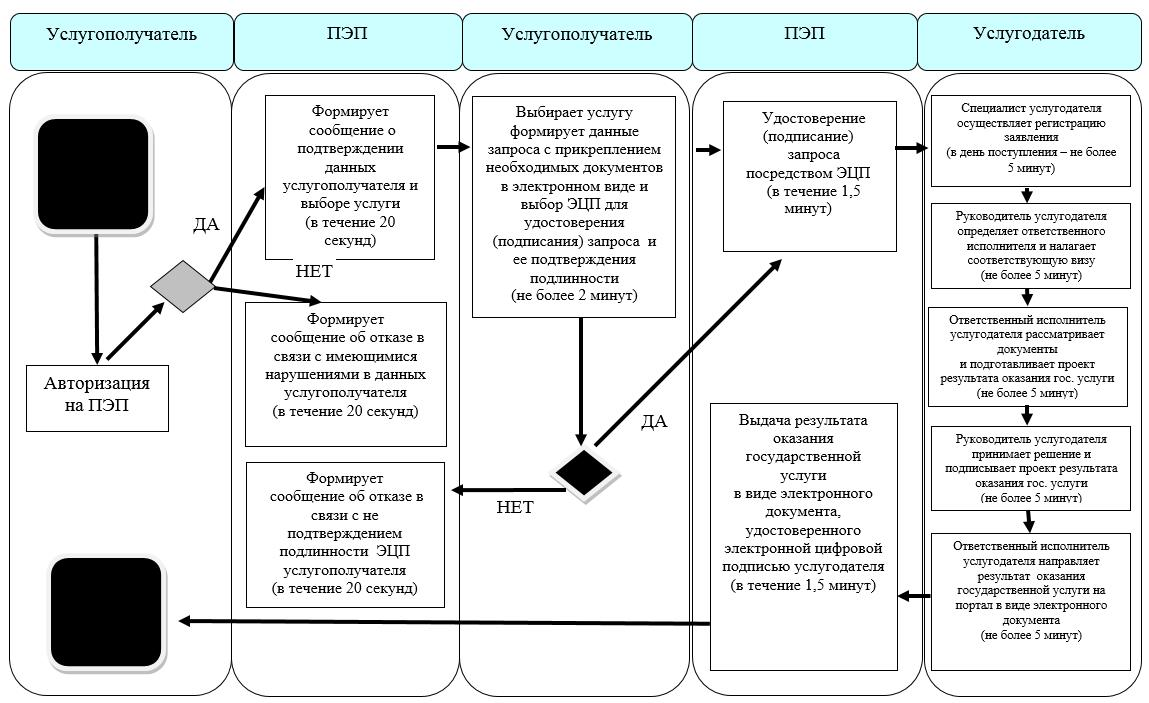 Услугополучатель
ПЭП
Услугополучатель
ПЭП
Услугодатель
Авторизация
на ПЭП
ДА
НЕТ
Формирует
сообщение о
подтверждении
данных
услугополучателя и
выборе услуги
(в течение 20
секунд)
Формирует
сообщение об отказе в
связи с имеющимися
нарушениями в данных
услугополучателя
(в течение 20 секунд)
Формирует
сообщение об отказе в
связи с не
подтверждением
подлинности ЭЦП
услугополучателя
(в течение 20 секунд)
Выбирает услугу
формирует данные
запроса с прикреплением
необходимых документов
в электронном виде и
выбор ЭЦП для
удостоверения
(подписания) запроса и
ее подтверждения
подлинности
(не более 2 минут)
ДА
НЕТ
Удостоверение
(подписание)
запроса
посредством ЭЦП
(в течение 1,5
минут)
Выдача результата
оказания
государственной
услуги
в виде электронного
документа,
удостоверенного
электронной цифровой
подписью услугодателя
(в течение 1,5 минут)
Специалист услугодателя
осуществляет регистрацию
заявления
(в день поступления – не более
5 минут)
Руководитель услугодателя
определяет ответственного
исполнителя и налагает
соответствующую визу
(не более 5 минут)
Ответственный исполнитель
услугодателя рассматривает
документы
и подготавливает проект
результата оказания гос. услуги
(не более 5 минут)
Руководитель услугодателя
принимает решение и
подписывает проект результата
оказания гос. услуги
(не более 5 минут)
Ответственный исполнитель
услугодателя направляет
результат оказания
государственной услуги на
портал в виде электронного
документа
(не более 5 минут)